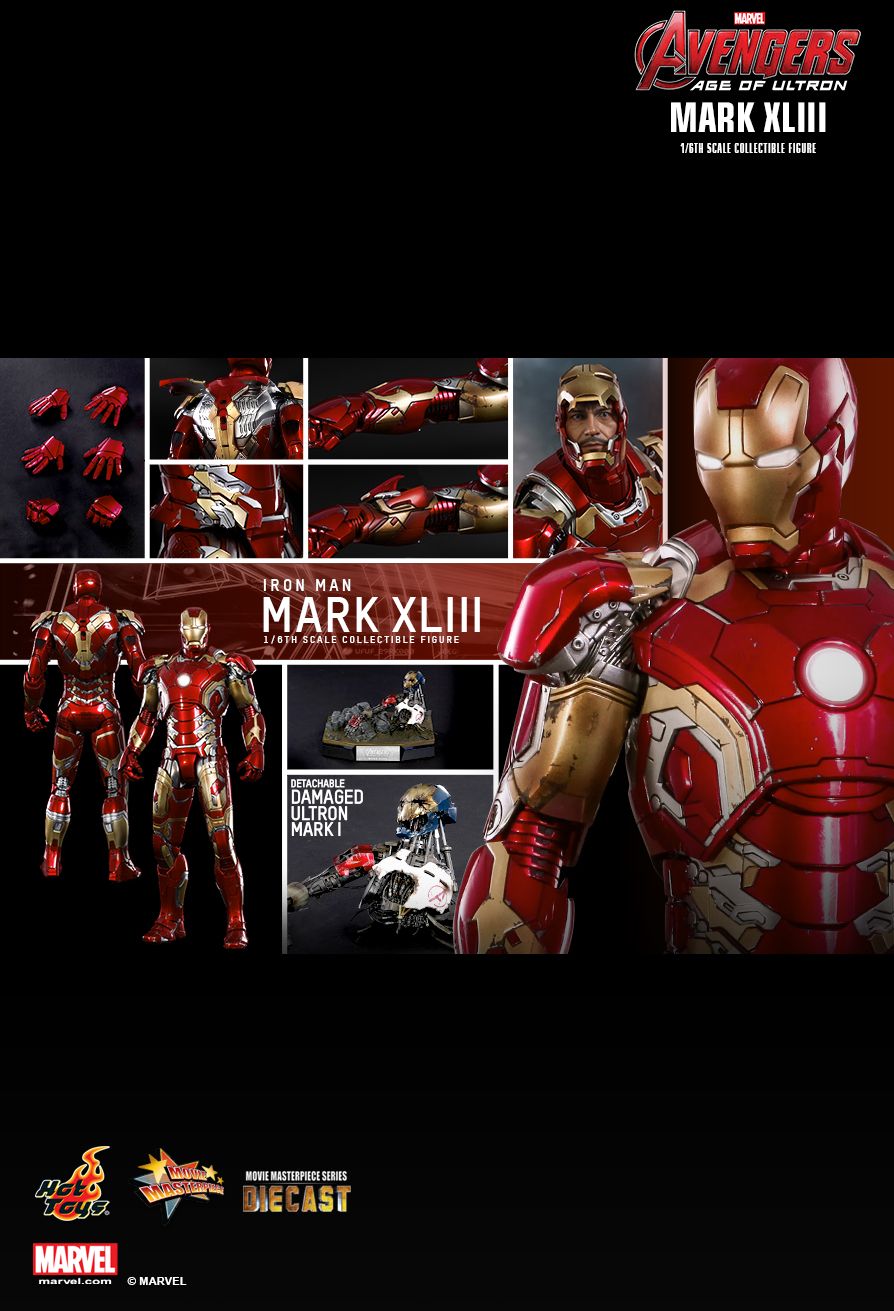 MARVEL
AVENGERS
AGE OF ULTRON
MARK XLIII
1/6TH SCALE COLLECTIBLE FIGURE
IRON MAN
MARK XLIII
1/6TH SCALE COLLECTIBLE FIGURE
DETACHABLE
DAMAGED
ULTRON
MARK I
Hot
Toys
MOVIE
MASTERPIECE
MOVIE MASTERPIECE SERIES
DIECAST
MARVEL
marvel.com
© MARVEL